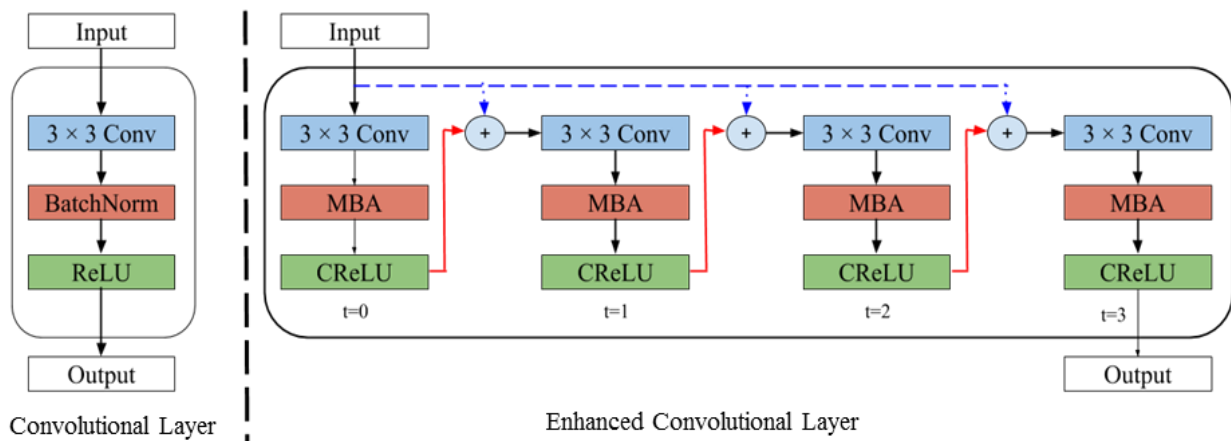 Input
3 × 3 Conv
BatchNorm
ReLU
Output
Convolutional Layer
Input
3 × 3 Conv
MBA
CReLU
t=0
+
3 × 3 Conv
MBA
CReLU
t=1
+
3 × 3 Conv
MBA
CReLU
t=2
+
3 × 3 Conv
MBA
CReLU
t=3
Output
Enhanced Convolutional Layer